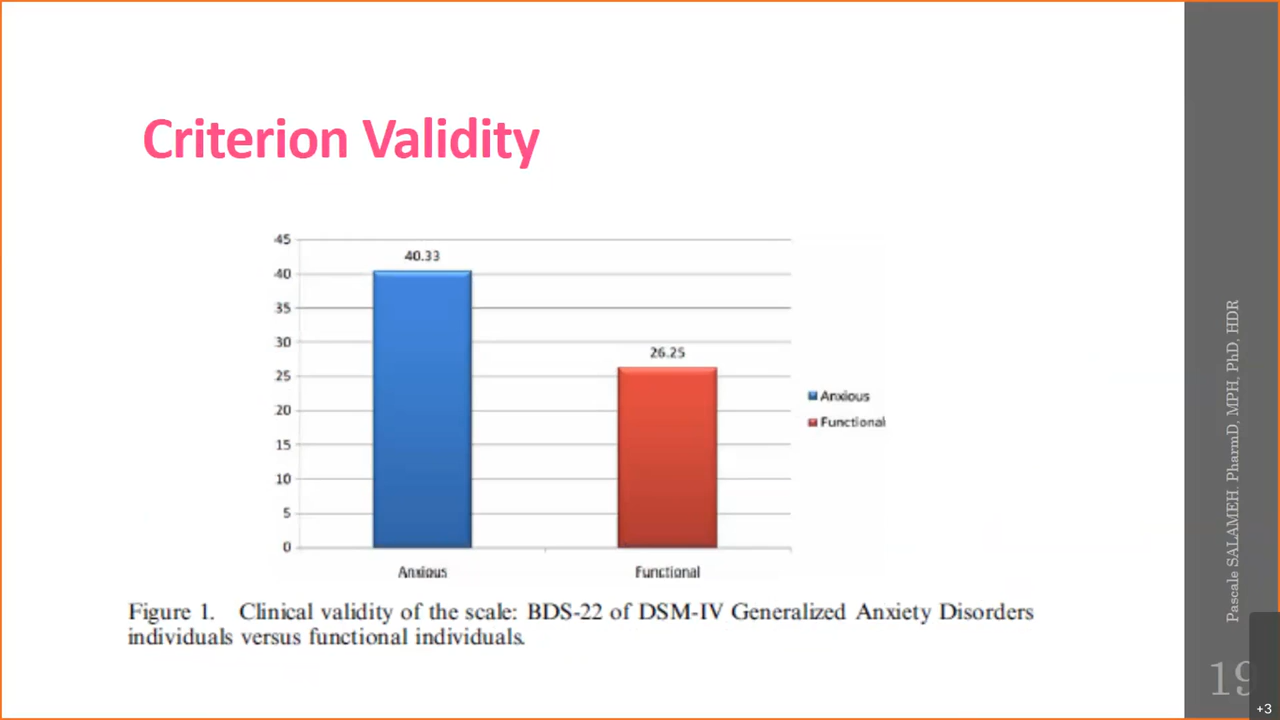 Criterion Validity
45
40
35
30
25
20
15
10
5
0
40.33
26.25
Anxious
Functional
Anxious
Functional
Figure 1. Clinical validity of the scale: BDS-22 of DSM-IV Generalized Anxiety Disorders
individuals versus functional individuals.
Pascale SALAMEH. PharmD, MPH, PhD, HDR
19
+3